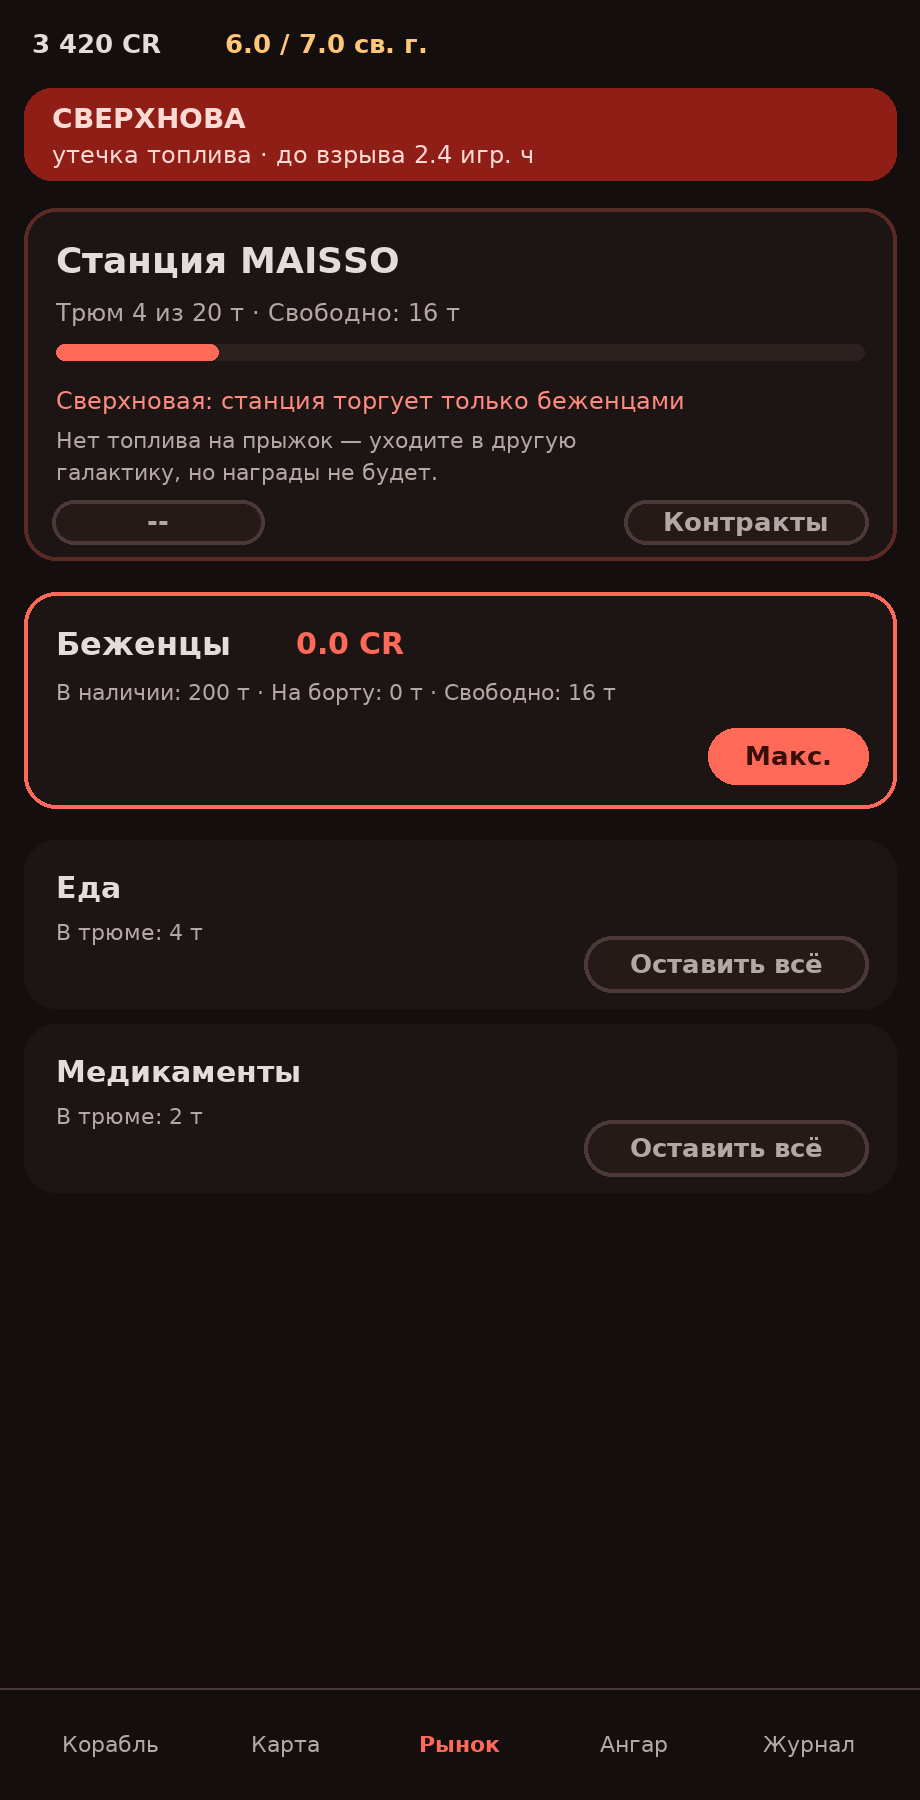 3 420 CR 6.0 / 7.0 св. г.
СВЕРХНОВА
утечка топлива · до взрыва 2.4 игр. ч
Станция MAISSO
Трюм 4 из 20 т · Свободно: 16 т
Сверхновая: станция торгует только беженцами
Нет топлива на прыжок — уходите в другую
галактику, но награды не будет.
-- Контракты
Беженцы 0.0 CR
В наличии: 200 т · На борту: 0 т · Свободно: 16 т
Макс.
Еда
В трюме: 4 т
Оставить всё
Медикаменты
В трюме: 2 т
Оставить всё
Корабль Карта Рынок Ангар Журнал